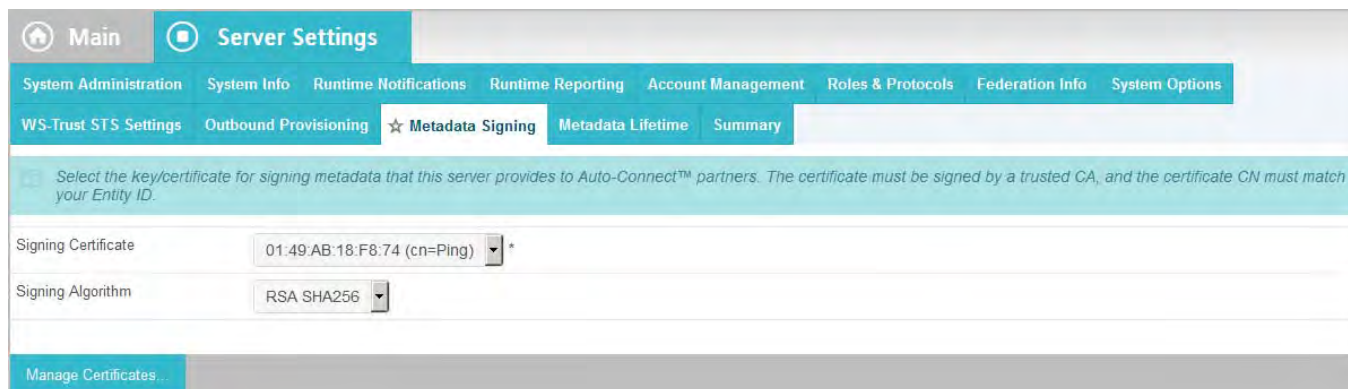 Main Server Settings
System Administration System Info Runtime Notifications Runtime Reporting Account Management Roles & Protocols Federation Info System Options
WS-Trust STS Settings Outbound Provisioning ☆ Metadata Signing Metadata Lifetime Summary
Select the key/certificate for signing metadata that this server provides to Auto-Connect™ partners. The certificate must be signed by a trusted CA, and the certificate CN must match
your Entity ID.
Signing Certificate 01:49:AB:18:F8:74 (cn=Ping) *
Signing Algorithm RSA SHA256
Manage Certificates...